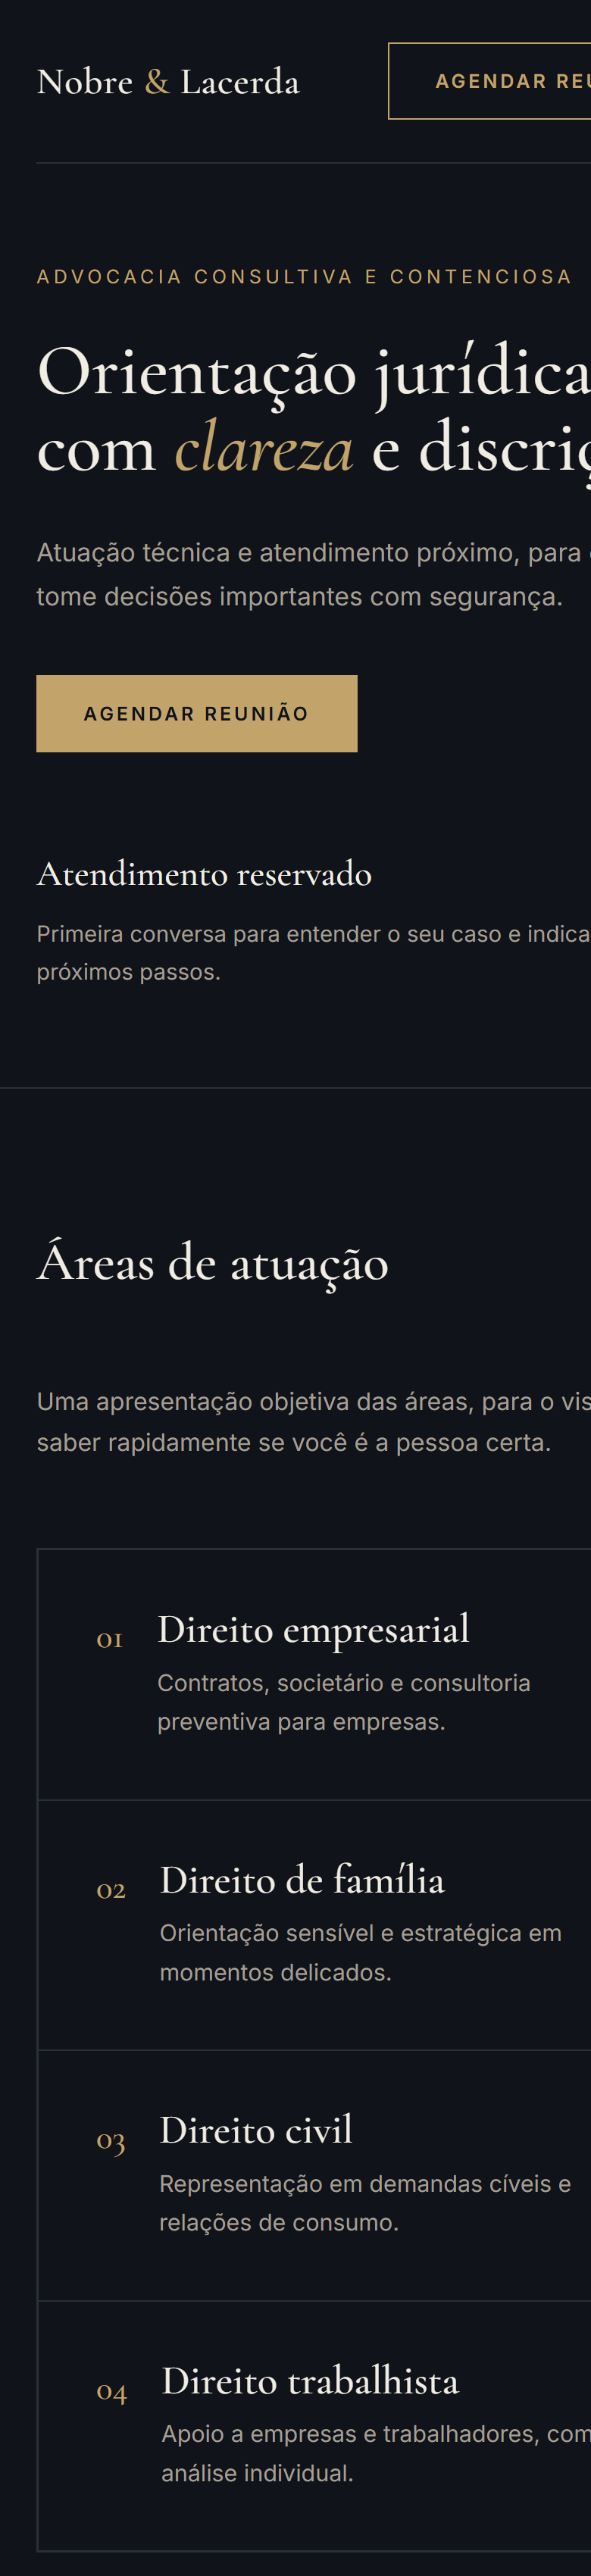 Nobre & Lacerda
AGENDAR REU
ADVOCACIA CONSULTIVA E CONTENCIOSA
Orientação jurídica
com clareza e discriç
Atuação técnica e atendimento próximo, para
tome decisões importantes com segurança.
AGENDAR REUNIÃO
Atendimento reservado
Primeira conversa para entender o seu caso e indica
próximos passos.
Áreas de atuação
Uma apresentação objetiva das áreas, para o vis
saber rapidamente se você é a pessoa certa.
01 Direito empresarial
Contratos, societário e consultoria
preventiva para empresas.
02 Direito de família
Orientação sensível e estratégica em
momentos delicados.
03 Direito civil
Representação em demandas cíveis e
relações de consumo.
04 Direito trabalhista
Apoio a empresas e trabalhadores, com
análise individual.